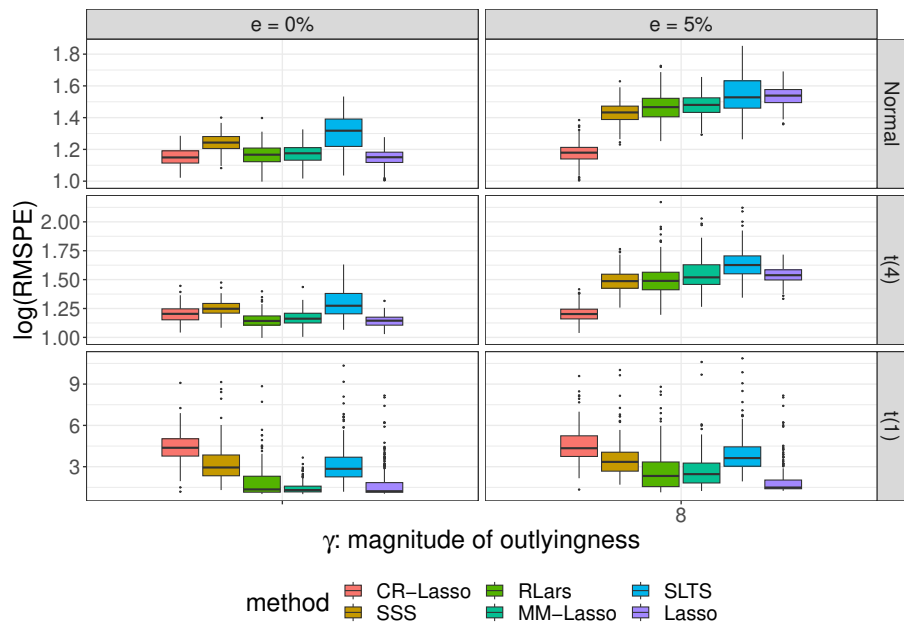 e = 0%
e = 5%
1.8
1.6
1.4
1.2
1.0
Normal
2.00
1.75
1.50
1.25
1.00
t(4)
9
6
3
t(1)
log(RMSPE)
8
γ: magnitude of outlyingness
method
CR−Lasso
RLars
SLTS
SSS
MM−Lasso
Lasso